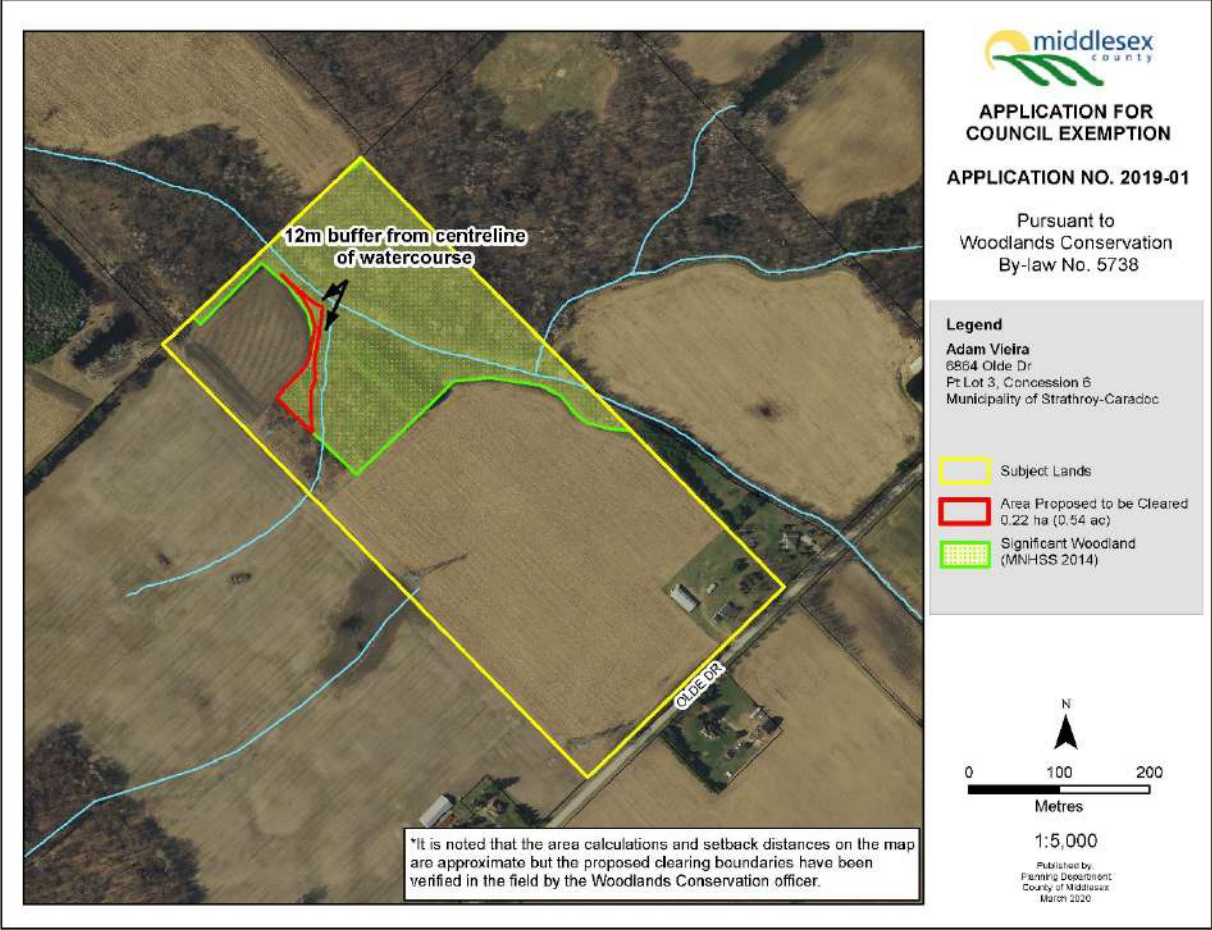 middlesex
county
APPLICATION FOR
COUNCIL EXEMPTION
APPLICATION NO. 2019-01
Pursuant to
Woodlands Conservation
By-law No. 5738
Legend
Adam Vieira
6864 Olde Dr
Pt Lot 3, Concession 6
Municipality of Strathroy-Caradoc
Subject Lands
Area Proposed to be Cleared
0.22 ha (0.54 ac)
Significant Woodland
(MNHSS 2014)
N
0 100 200
Metres
1:5,000
Published by:
Planning Department
County of Middlesex
March 2020
12m buffer from centreline
of watercourse
OLDE DR
*It is noted that the area calculations and setback distances on the map
are approximate but the proposed clearing boundaries have been
verified in the field by the Woodlands Conservation officer.